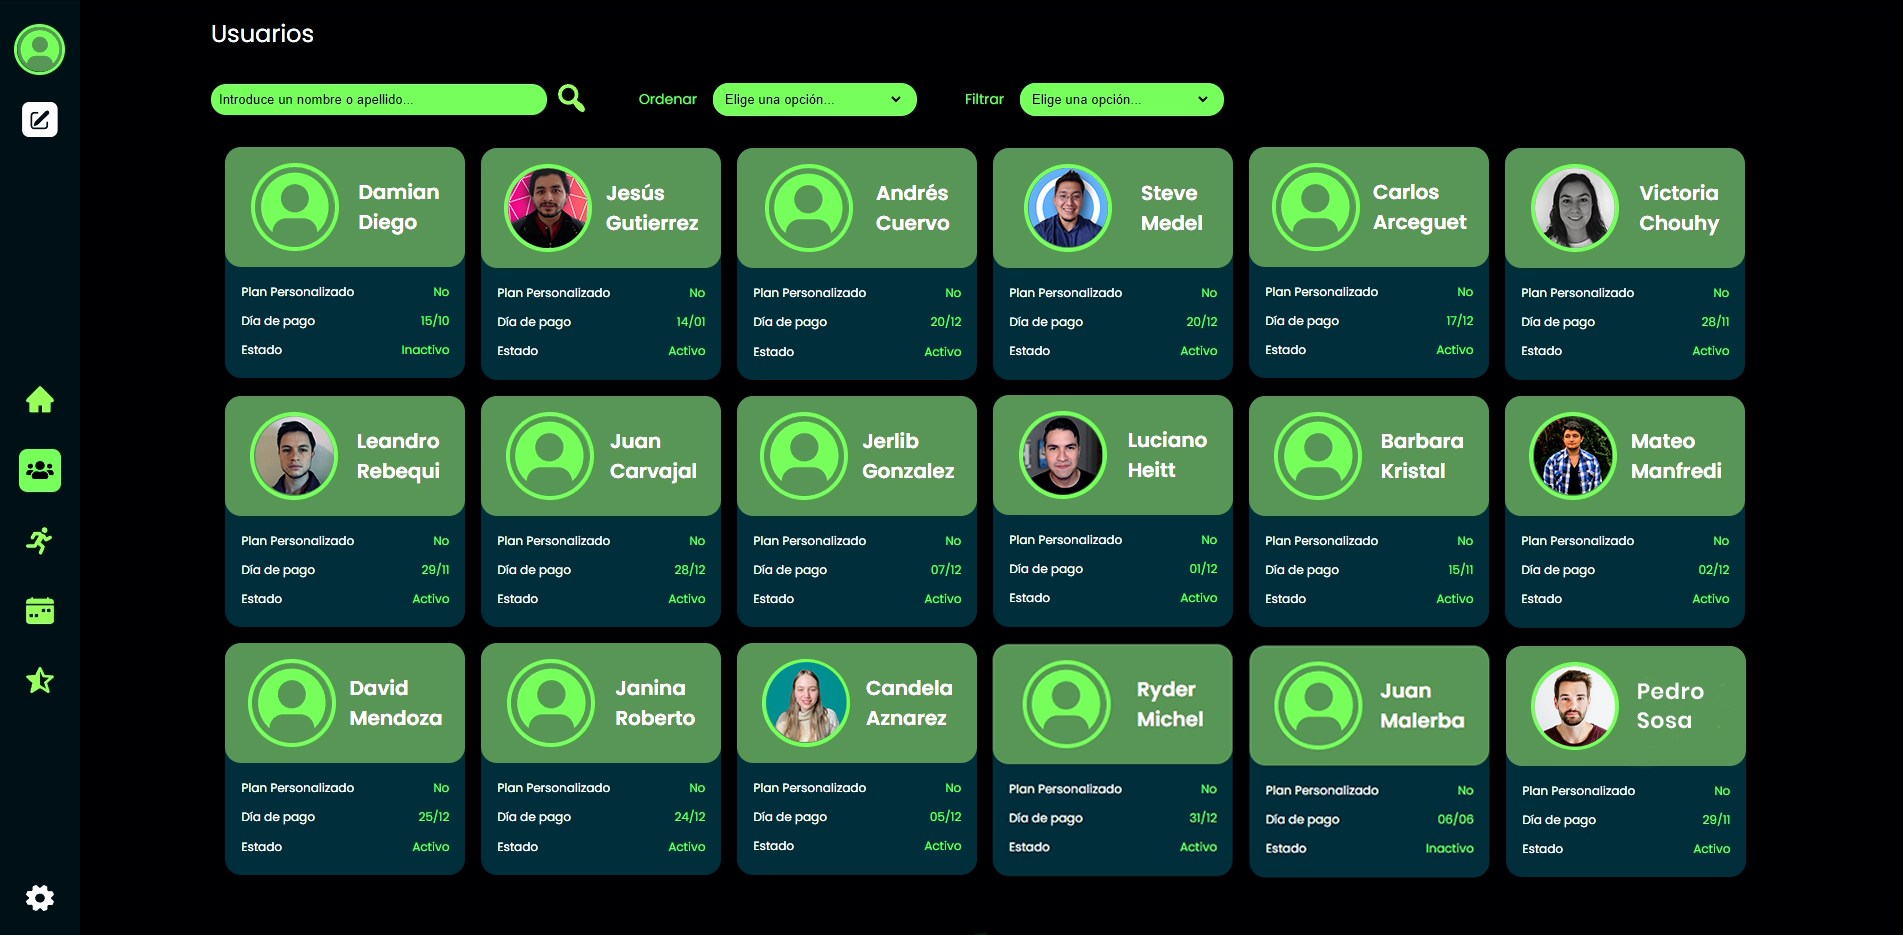 Usuarios
Introduce un nombre o apellido...
Ordenar
Elige una opción...
Filtrar
Elige una opción...
Damian
Diego
Plan Personalizado No
Día de pago 15/10
Estado Inactivo
Jesús
Gutierrez
Plan Personalizado No
Día de pago 14/01
Estado Activo
Andrés
Cuervo
Plan Personalizado No
Día de pago 20/12
Estado Activo
Steve
Medel
Plan Personalizado No
Día de pago 20/12
Estado Activo
Carlos
Arceguet
Plan Personalizado No
Día de pago 17/12
Estado Activo
Victoria
Chouhy
Plan Personalizado No
Día de pago 28/11
Estado Activo
Leandro
Rebequi
Plan Personalizado No
Día de pago 29/11
Estado Activo
Juan
Carvajal
Plan Personalizado No
Día de pago 28/12
Estado Activo
Jerlib
Gonzalez
Plan Personalizado No
Día de pago 07/12
Estado Activo
Luciano
Heitt
Plan Personalizado No
Día de pago 01/12
Estado Activo
Barbara
Kristal
Plan Personalizado No
Día de pago 15/11
Estado Activo
Mateo
Manfredi
Plan Personalizado No
Día de pago 02/12
Estado Activo
David
Mendoza
Plan Personalizado No
Día de pago 25/12
Estado Activo
Janina
Roberto
Plan Personalizado No
Día de pago 24/12
Estado Activo
Candela
Aznarez
Plan Personalizado No
Día de pago 05/12
Estado Activo
Ryder
Michel
Plan Personalizado No
Día de pago 31/12
Estado Activo
Juan
Malerba
Plan Personalizado No
Día de pago 06/06
Estado Inactivo
Pedro
Sosa
Plan Personalizado No
Día de pago 29/11
Estado Activo